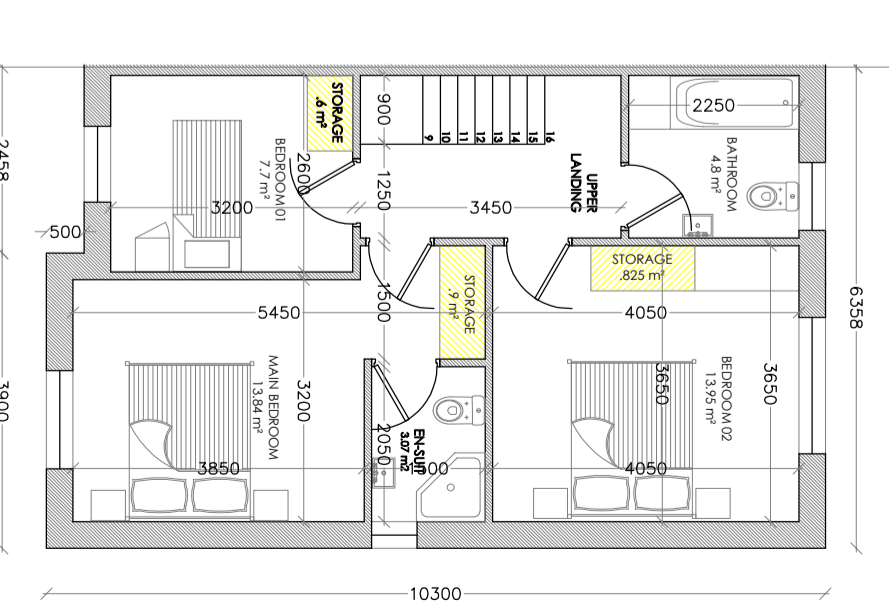 2458
3900
500
3200
2600
BEDROOM 01
7.7 m²
STORAGE
.6 m²
900
1250
9
10
11
12
13
14
15
16
3450
UPPER
LANDING
2250
BATHROOM
4.8 m²
5450
1500
STORAGE
.9 m²
STORAGE
.825 m²
4050
6358
MAIN BEDROOM
13.84 m²
3200
3850
2050
EN-SUIT
3.07 m2
3650
BEDROOM 02
13.95 m²
3650
4050
10300